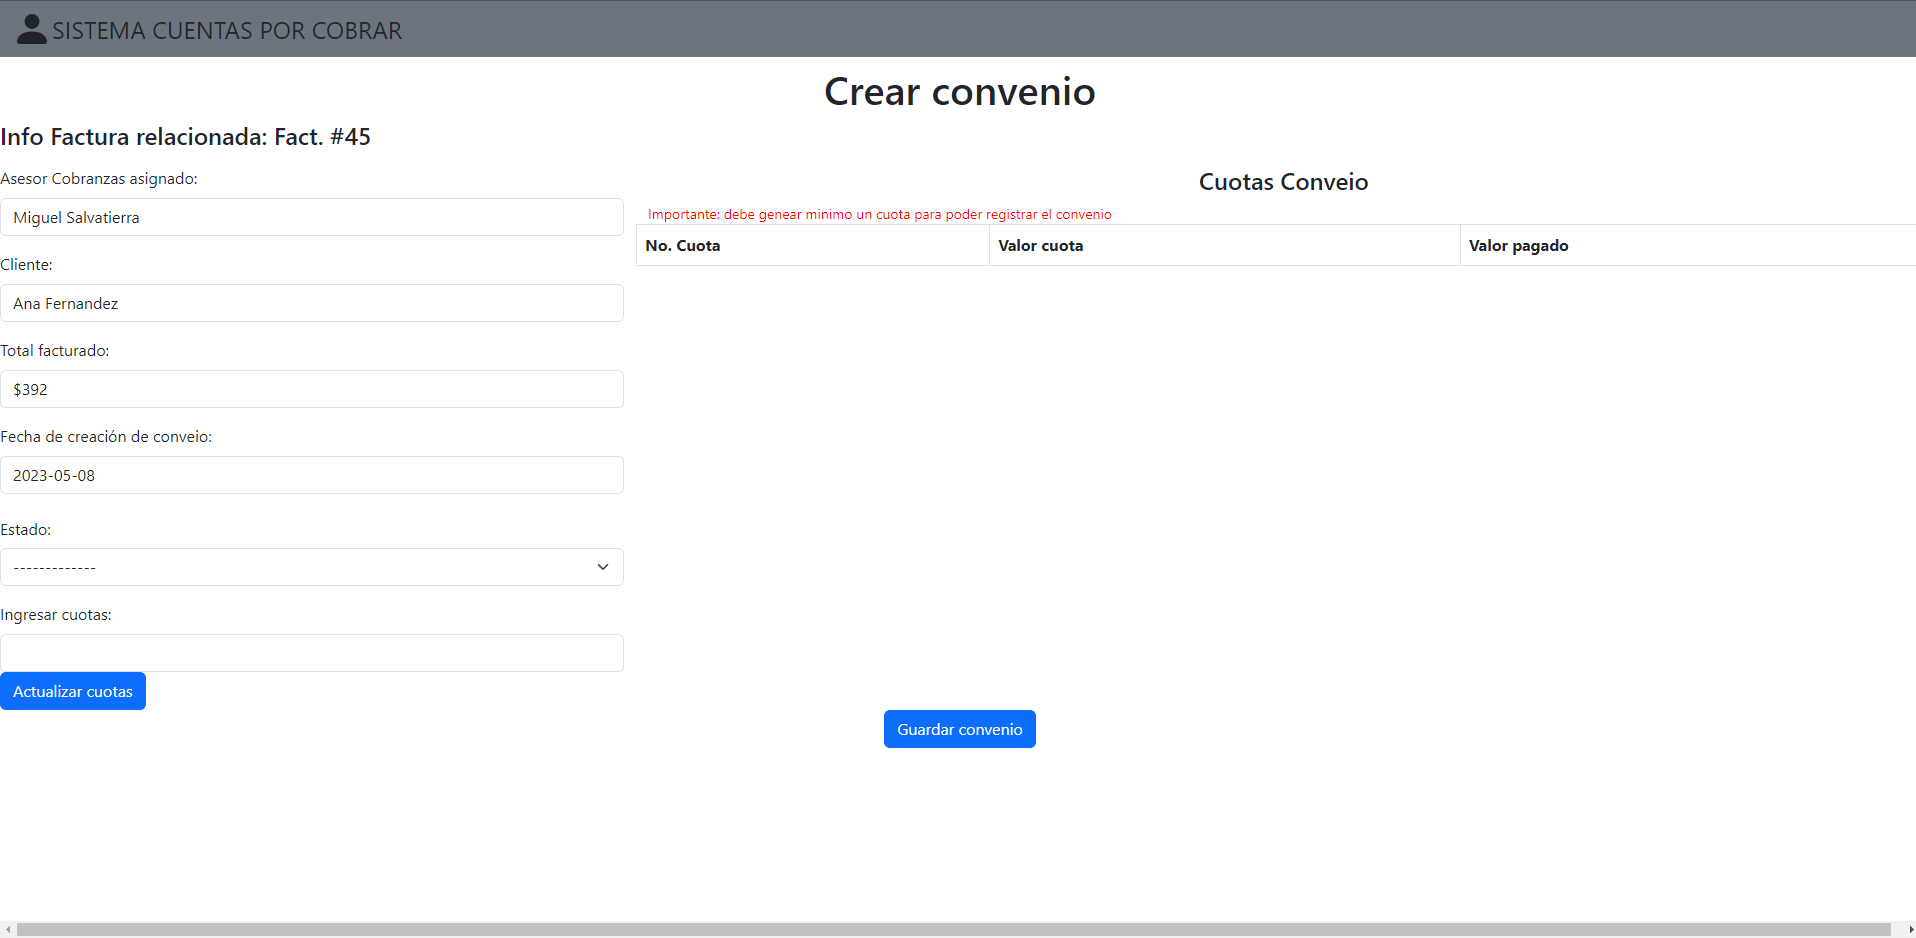 SISTEMA CUENTAS POR COBRAR
Crear convenio
Info Factura relacionada: Fact. #45
Asesor Cobranzas asignado:
Miguel Salvatierra
Cliente:
Ana Fernandez
Total facturado:
$392
Fecha de creación de conveio:
2023-05-08
Estado:
-------------
Ingresar cuotas:
Actualizar cuotas
Cuotas Conveio
Importante; debe genear minimo un cuota para poder registrar el convenio
No. Cuota Valor cuota Valor pagado
Guardar convenio